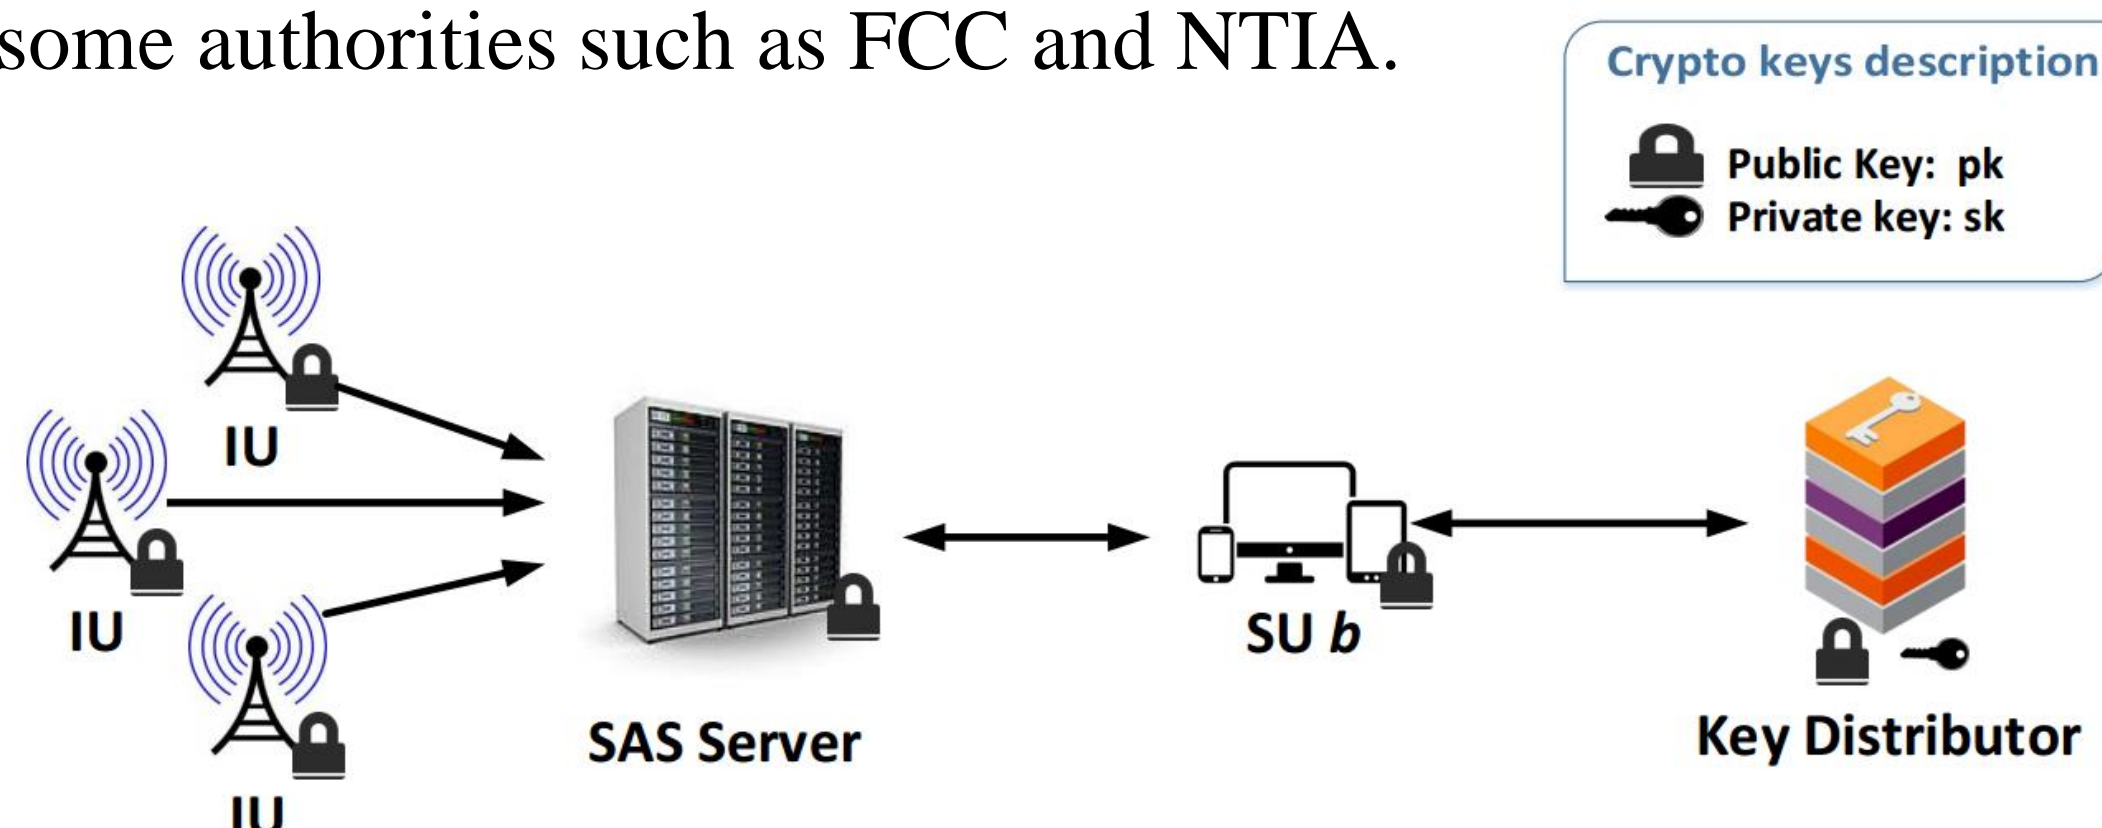 some authorities such as FCC and NTIA.
Crypto keys description
Public Key: pk
Private key: sk
IU
IU
IU
SAS Server
SU b
Key Distributor